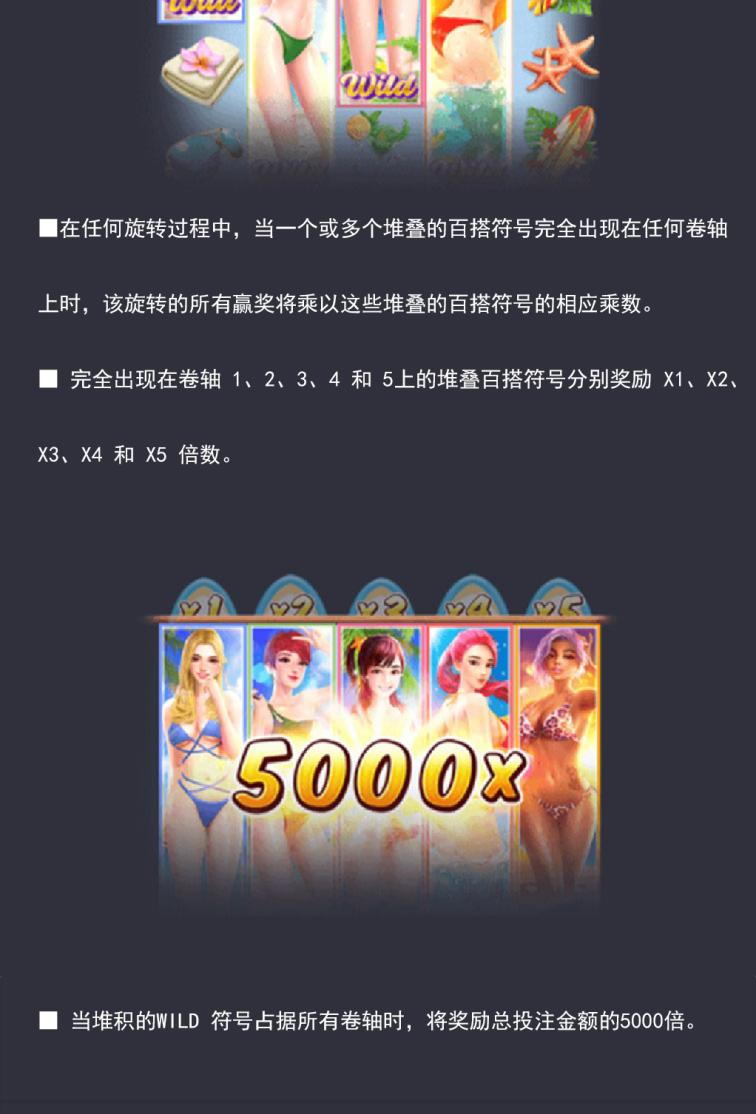 Wild
Wild
■在任何旋转过程中，当一个或多个堆叠的百搭符号完全出现在任何卷轴
上时，该旋转的所有赢奖将乘以这些堆叠的百搭符号的相应乘数。
■ 完全出现在卷轴 1、2、3、4 和 5上的堆叠百搭符号分别奖励 X1、X2、
X3、X4 和 X5 倍数。
x1 x2 x3 x4 x5
5000x
■ 当堆积的WILD 符号占据所有卷轴时，将奖励总投注金额的5000倍。